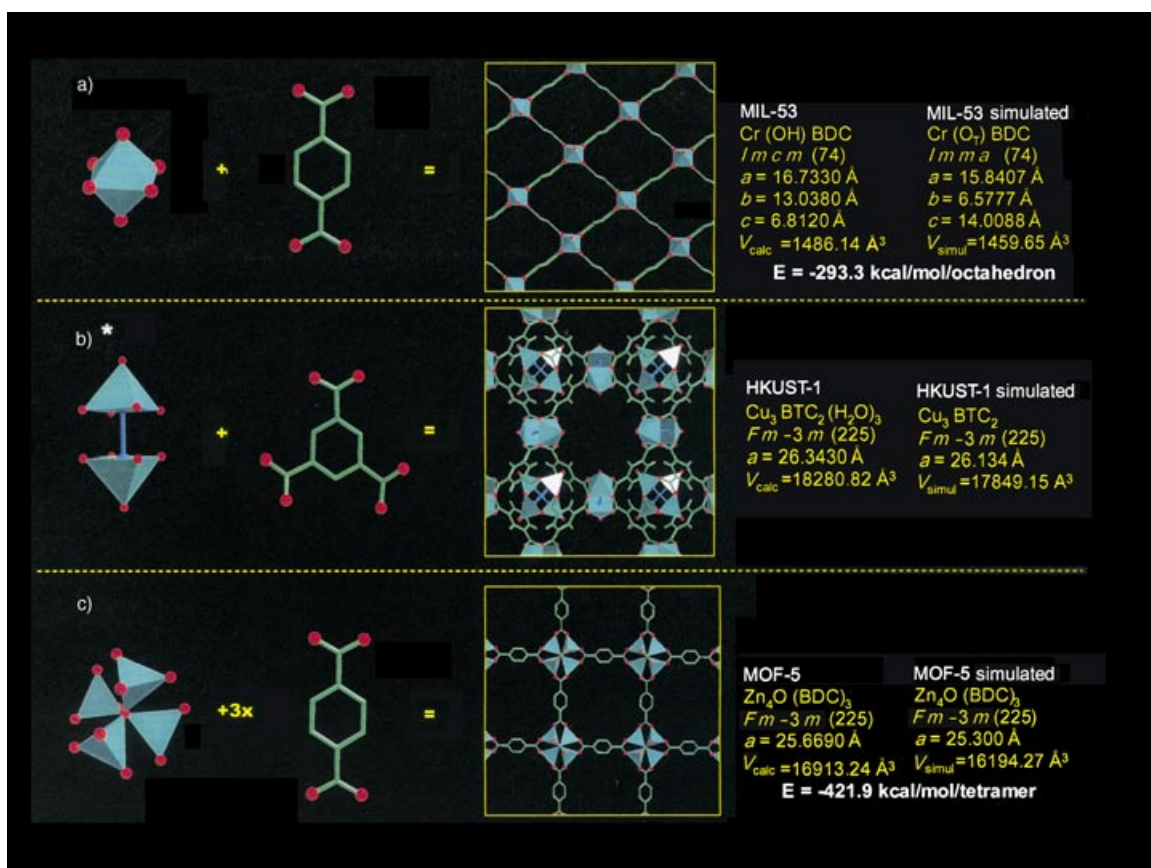 a)
+
=
MIL-53
Cr (OH) BDC
I m c m (74)
a = 16.7330 Å
b = 13.0380 Å
c = 6.8120 Å
Vcalc =1486.14 Å³
MIL-53 simulated
Cr (OT) BDC
I m m a (74)
a = 15.8407 Å
b = 6.5777 Å
c = 14.0088 Å
Vsimul =1459.65 Å³
E = -293.3 kcal/mol/octahedron
b) *
+
=
HKUST-1
Cu3 BTC2 (H2O)3
F m -3 m (225)
a = 26.3430 Å
Vcalc =18280.82 Å³
HKUST-1 simulated
Cu3 BTC2
F m -3 m (225)
a = 26.134 Å
Vsimul =17849.15 A³
c)
+3x
=
MOF-5
Zn4O (BDC)3
F m -3 m (225)
a = 25.6690 Å
Vcalc =16913.24 Å³
MOF-5 simulated
Zn4O (BDC)3
F m -3 m (225)
a = 25.300 Å
Vsimul =16194.27 Å³
E = -421.9 kcal/mol/tetramer